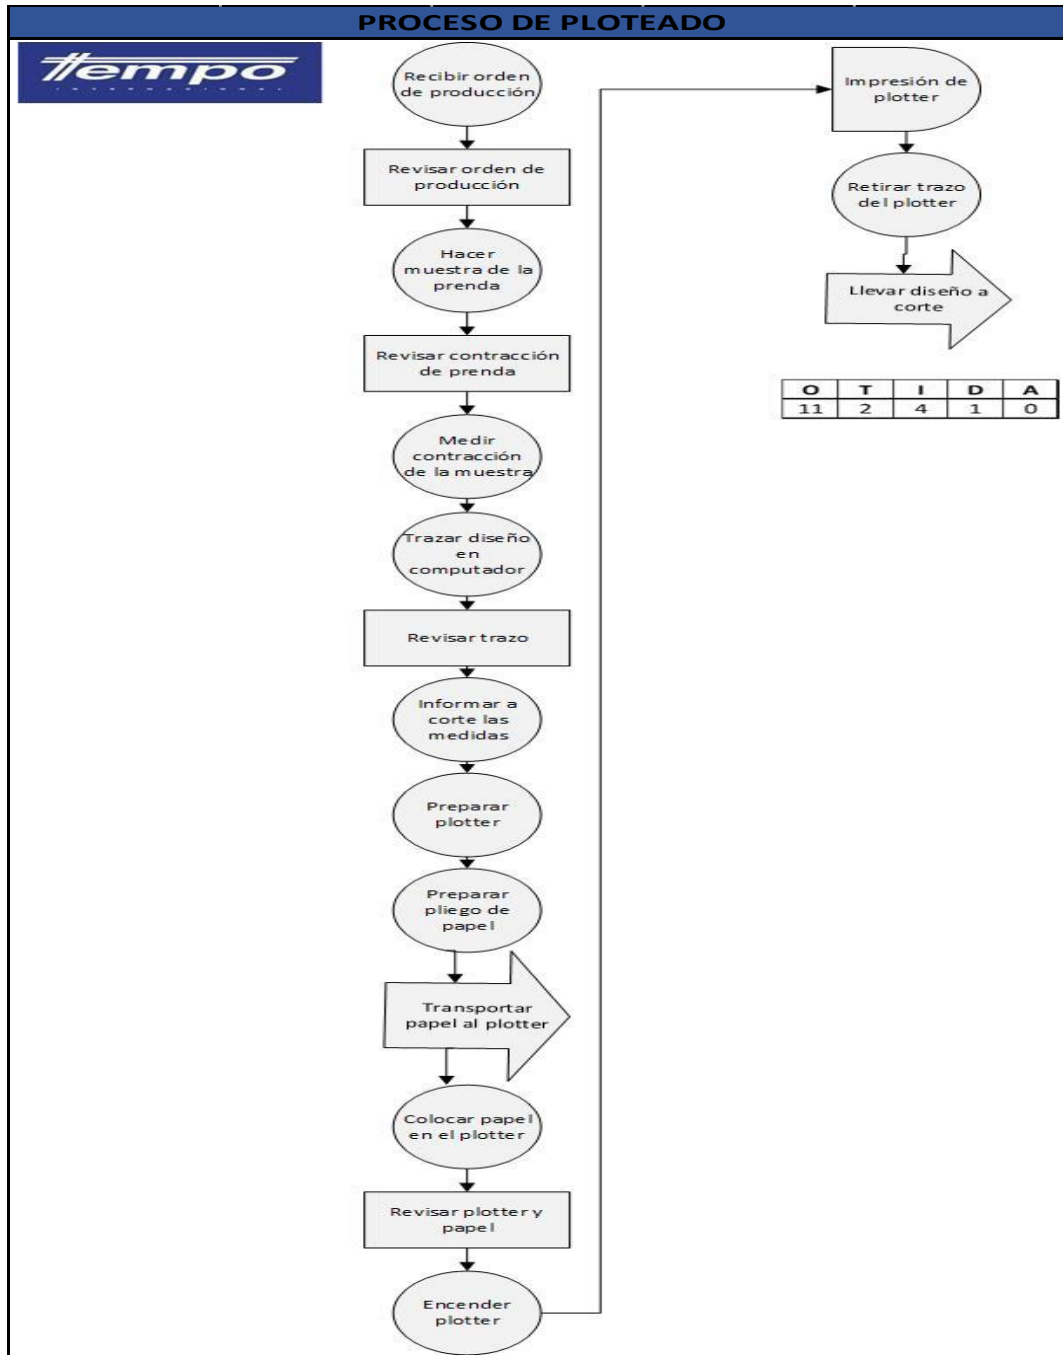 PROCESO DE PLOTEADO
Ttempo
INTERNACIONAL
Recibir orden
de producción
Revisar orden de
producción
Hacer
muestra de la
prenda
Revisar contracción
de prenda
Medir
contracción
de la muestra
Trazar diseño
en
computador
Revisar trazo
Informar a
corte las
medidas
Preparar
plotter
Preparar
pliego de
papel
Transportar
papel al plotter
Colocar papel
en el plotter
Revisar plotter y
papel
Encender
plotter
Impresión de
plotter
Retirar trazo
del plotter
Llevar diseño a
corte
O T I D A
11 2 4 1 0